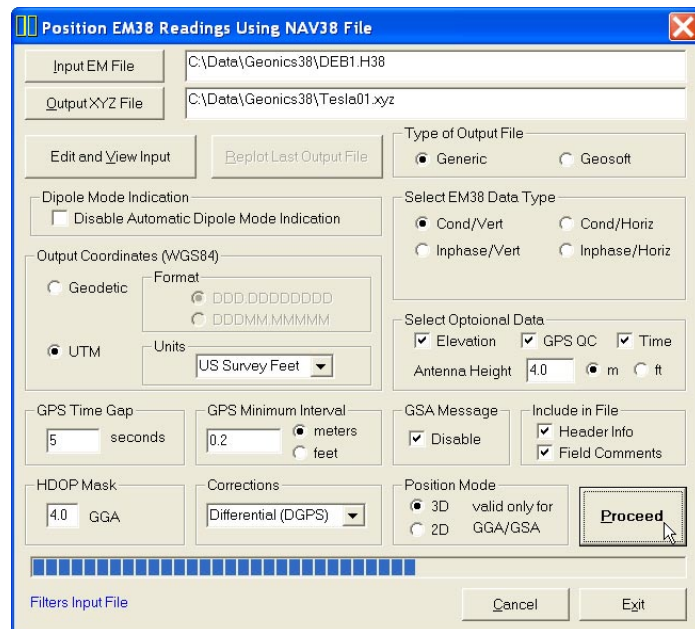 Position EM38 Readings Using NAV38 File
Input EM File
C:\Data\Geonics38\DEB1.H38
Output XYZ File
C:\Data\Geonics38\Tesla01.xyz
Edit and View Input
Replot Last Output File
Type of Output File
Generic
Geosoft
Dipole Mode Indication
Disable Automatic Dipole Mode Indication
Select EM38 Data Type
Cond/Vert
Cond/Horiz
Inphase/Vert
Inphase/Horiz
Output Coordinates (WGS84)
Geodetic
Format
DDD.DDDDDDDD
DDDMM.MMMMM
UTM
Units
US Survey Feet
Select Optoional Data
Elevation
GPS QC
Time
Antenna Height
4.0
m
ft
GPS Time Gap
5
seconds
GPS Minimum Interval
0.2
meters
feet
GSA Message
Disable
Include in File
Header Info
Field Comments
HDOP Mask
4.0
GGA
Corrections
Differential (DGPS)
Position Mode
3D
valid only for
2D
GGA/GSA
Proceed
Filters Input File
Cancel
Exit